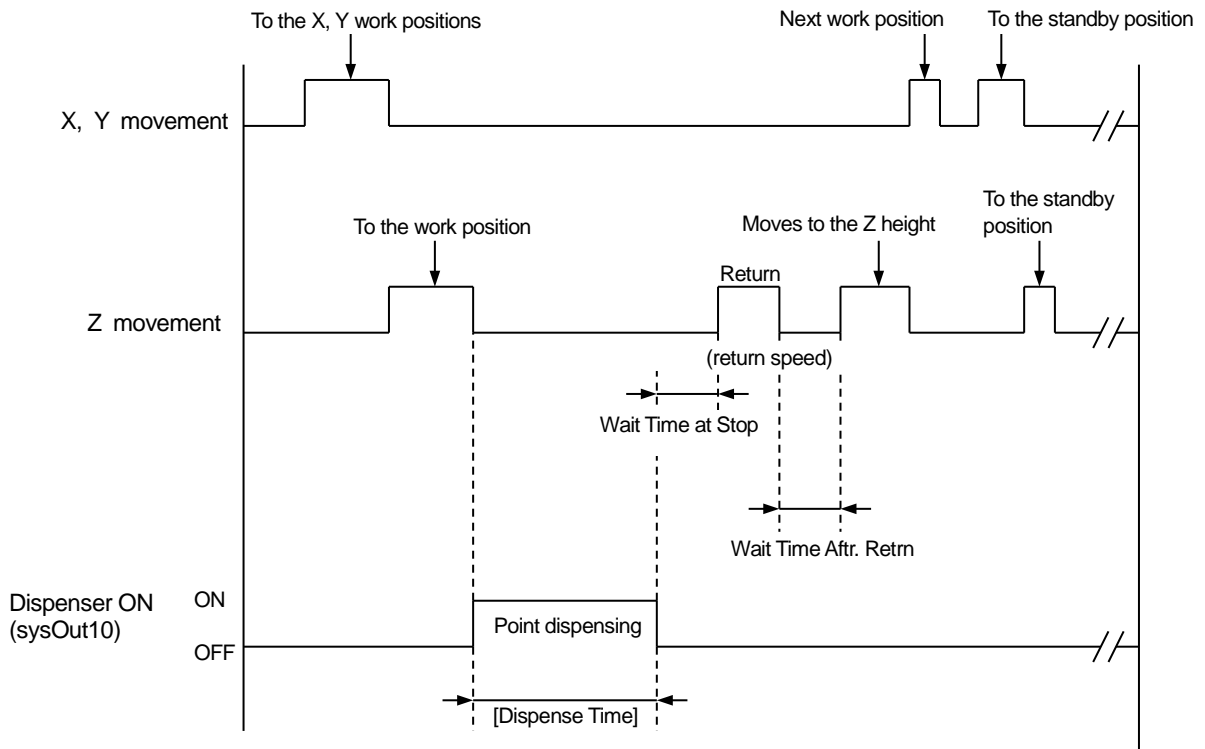 To the X, Y work positions
Next work position
To the standby position
X, Y movement
To the work position
Moves to the Z height
To the standby
position
Return
Z movement
(return speed)
Wait Time at Stop
Wait Time Aftr. Retrn
Dispenser ON
(sysOut10)
ON
OFF
Point dispensing
[Dispense Time]